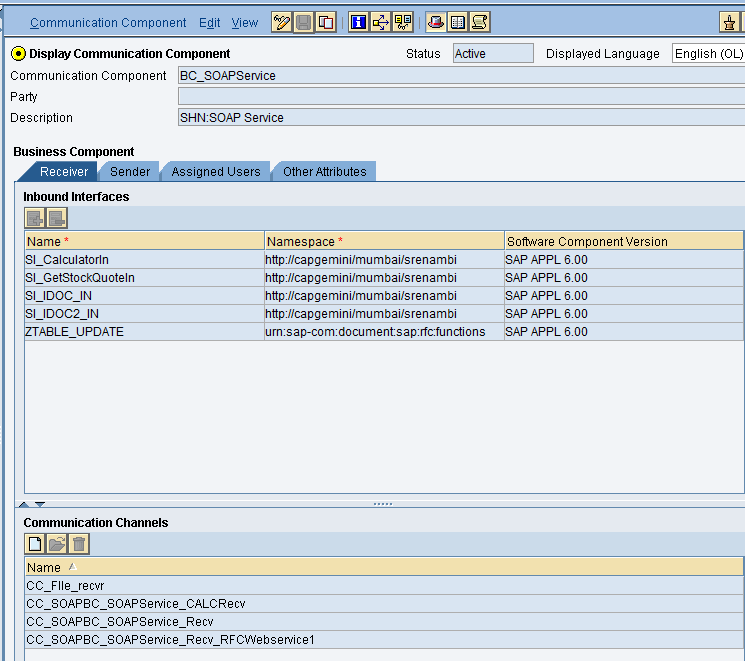 Communication Component Edit View
Display Communication Component Status Active Displayed Language English (OL)
Communication Component BC_SOAPService
Party
Description SHN:SOAP Service
Business Component
Receiver Sender Assigned Users Other Attributes
Inbound Interfaces
Name * Namespace * Software Component Version
SI_CalculatorIn http://capgemini/mumbai/srenambi SAP APPL 6.00
SI_GetStockQuoteIn http://capgemini/mumbai/srenambi SAP APPL 6.00
SI_IDOC_IN http://capgemini/mumbai/srenambi SAP APPL 6.00
SI_IDOC2_IN http://capgemini/mumbai/srenambi SAP APPL 6.00
ZTABLE_UPDATE urn:sap-com:document:sap:rfc:functions SAP APPL 6.00
Communication Channels
Name
CC_FIle_recvr
CC_SOAPBC_SOAPService_CALCRecv
CC_SOAPBC_SOAPService_Recv
CC_SOAPBC_SOAPService_Recv_RFCWebservice1